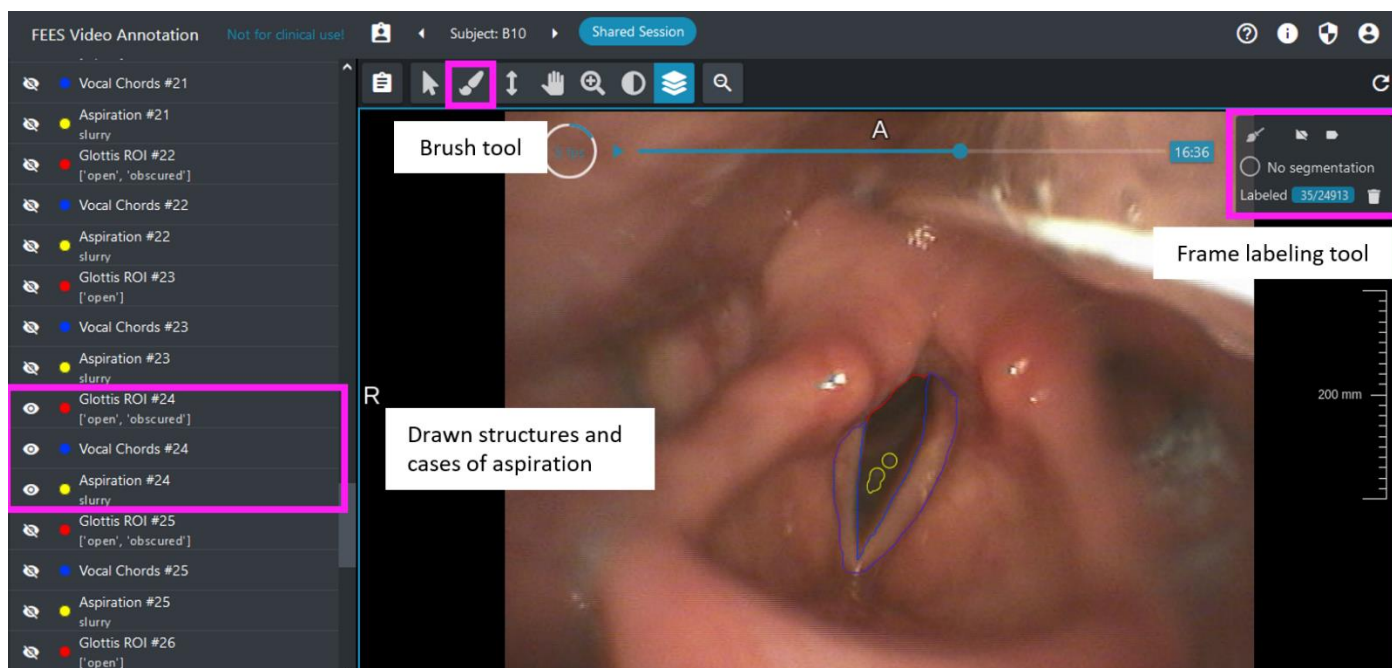 FEES Video Annotation
Not for clinical use!
Subject: B10
Shared Session
Vocal Chords #21
Aspiration #21
slurry
Glottis ROI #22
['open', 'obscured']
Vocal Chords #22
Aspiration #22
slurry
Glottis ROI #23
['open']
Vocal Chords #23
Aspiration #23
slurry
Glottis ROI #24
['open', 'obscured']
Vocal Chords #24
Aspiration #24
slurry
Glottis ROI #25
['open', 'obscured']
Vocal Chords #25
Aspiration #25
slurry
Glottis ROI #26
['open']
Brush tool
A
16:36
No segmentation
Labeled 35/24913
Frame labeling tool
R
Drawn structures and
cases of aspiration
200 mm